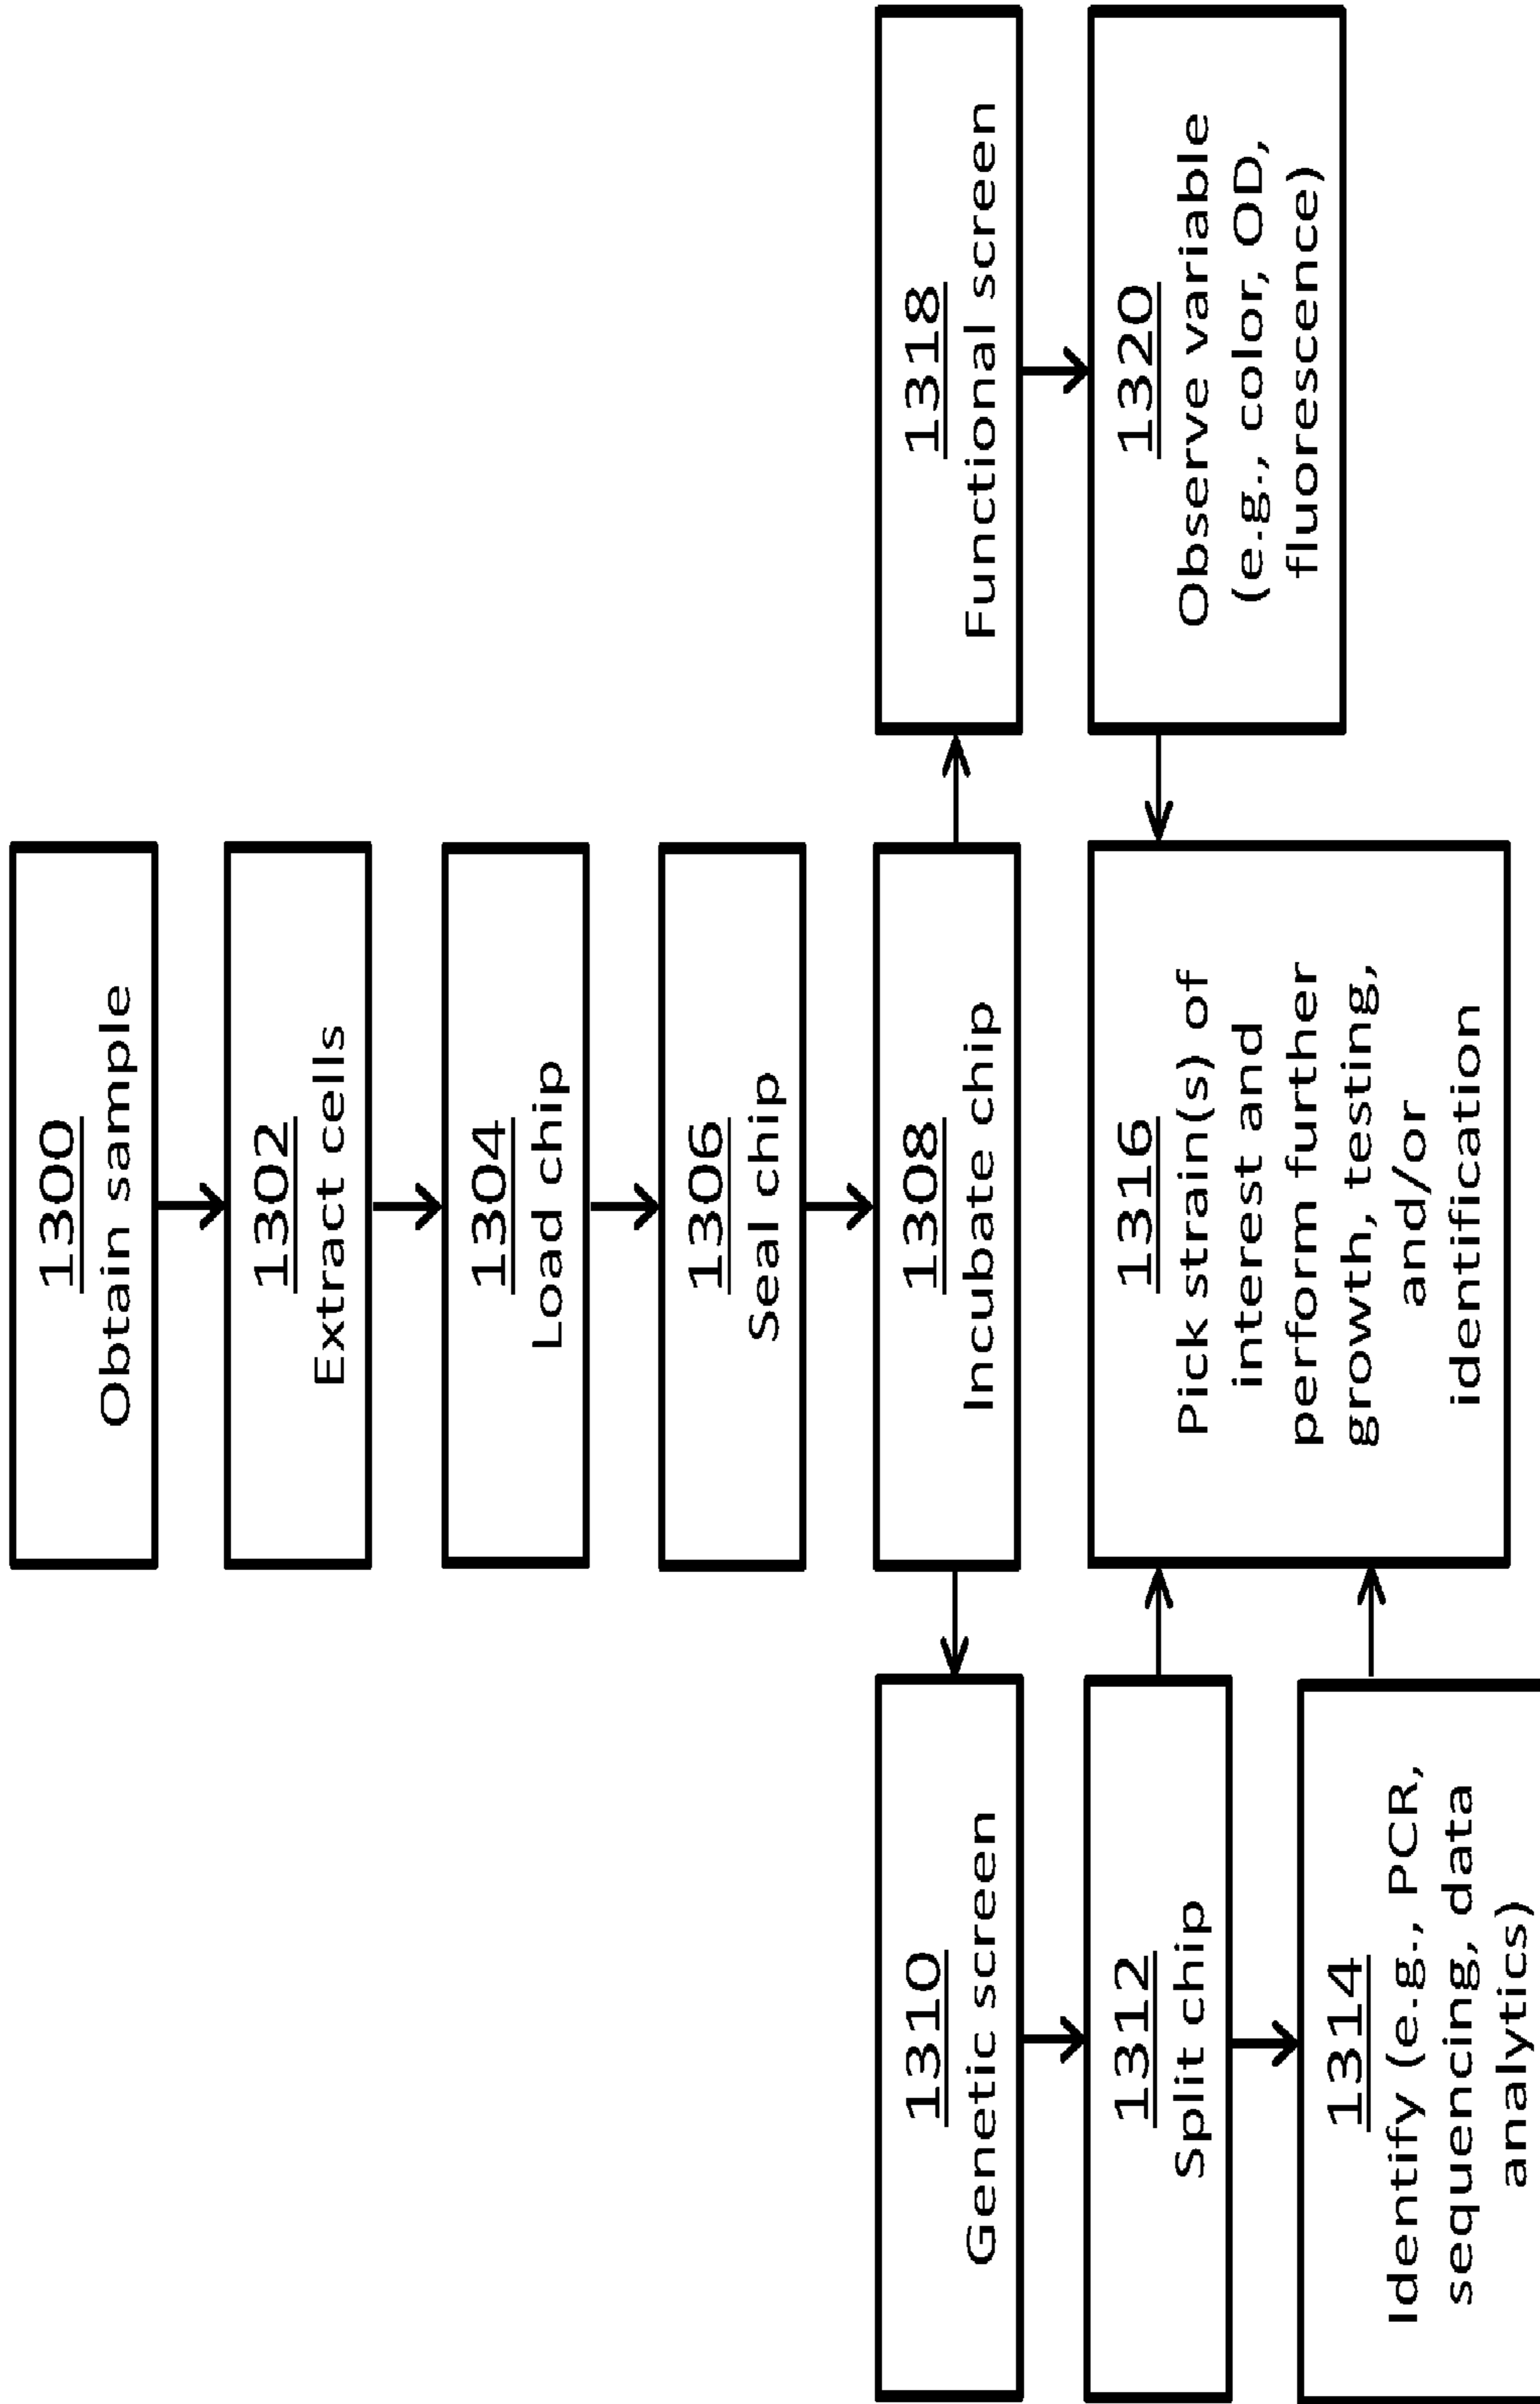 1300
Obtain sample
1302
Extract cells
1304
Load chip
1306
Seal chip
1308
Incubate chip
1310
Genetic screen
1312
Split chip
1314
Identify (e.g., PCR,
sequencing, data
analytics)
1316
Pick strain(s) of
interest and
perform further
growth, testing,
and/or
identification
1318
Functional screen
1320
Observe variable
(e.g., color, OD,
fluorescence)